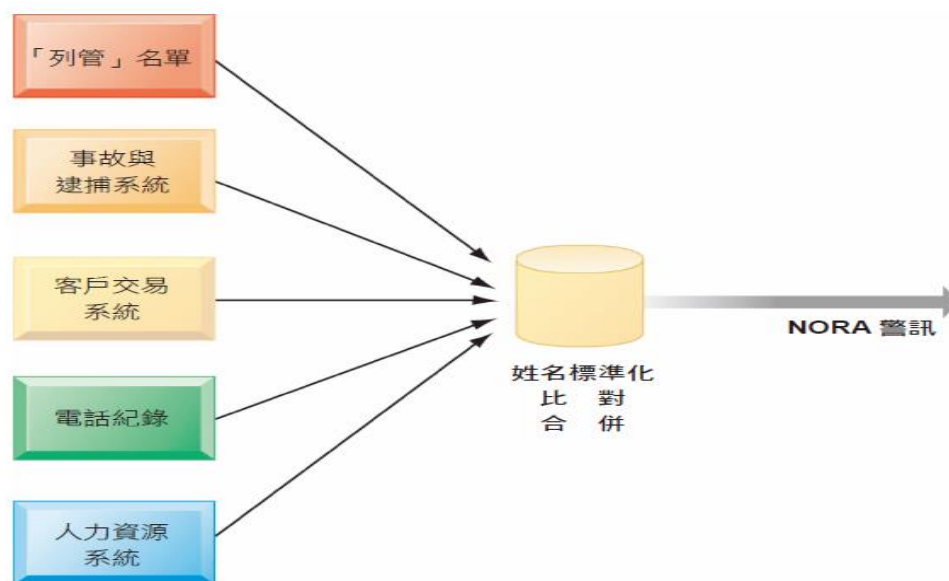 「列管」名單
事故與
逮捕系統
客戶交易
系統
電話紀錄
人力資源
系統
姓名標準化
比 對
合 併
NORA 警訊